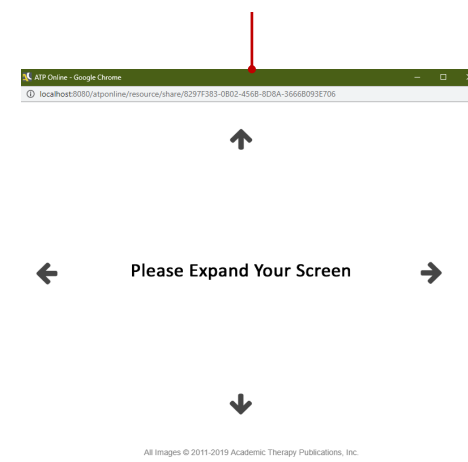 ATP Online - Google Chrome
localhost:8080/atponline/resource/share/8297F383-0B02-456B-8D8A-3666B093E706
Please Expand Your Screen
All Images © 2011-2019 Academic Therapy Publications, Inc.